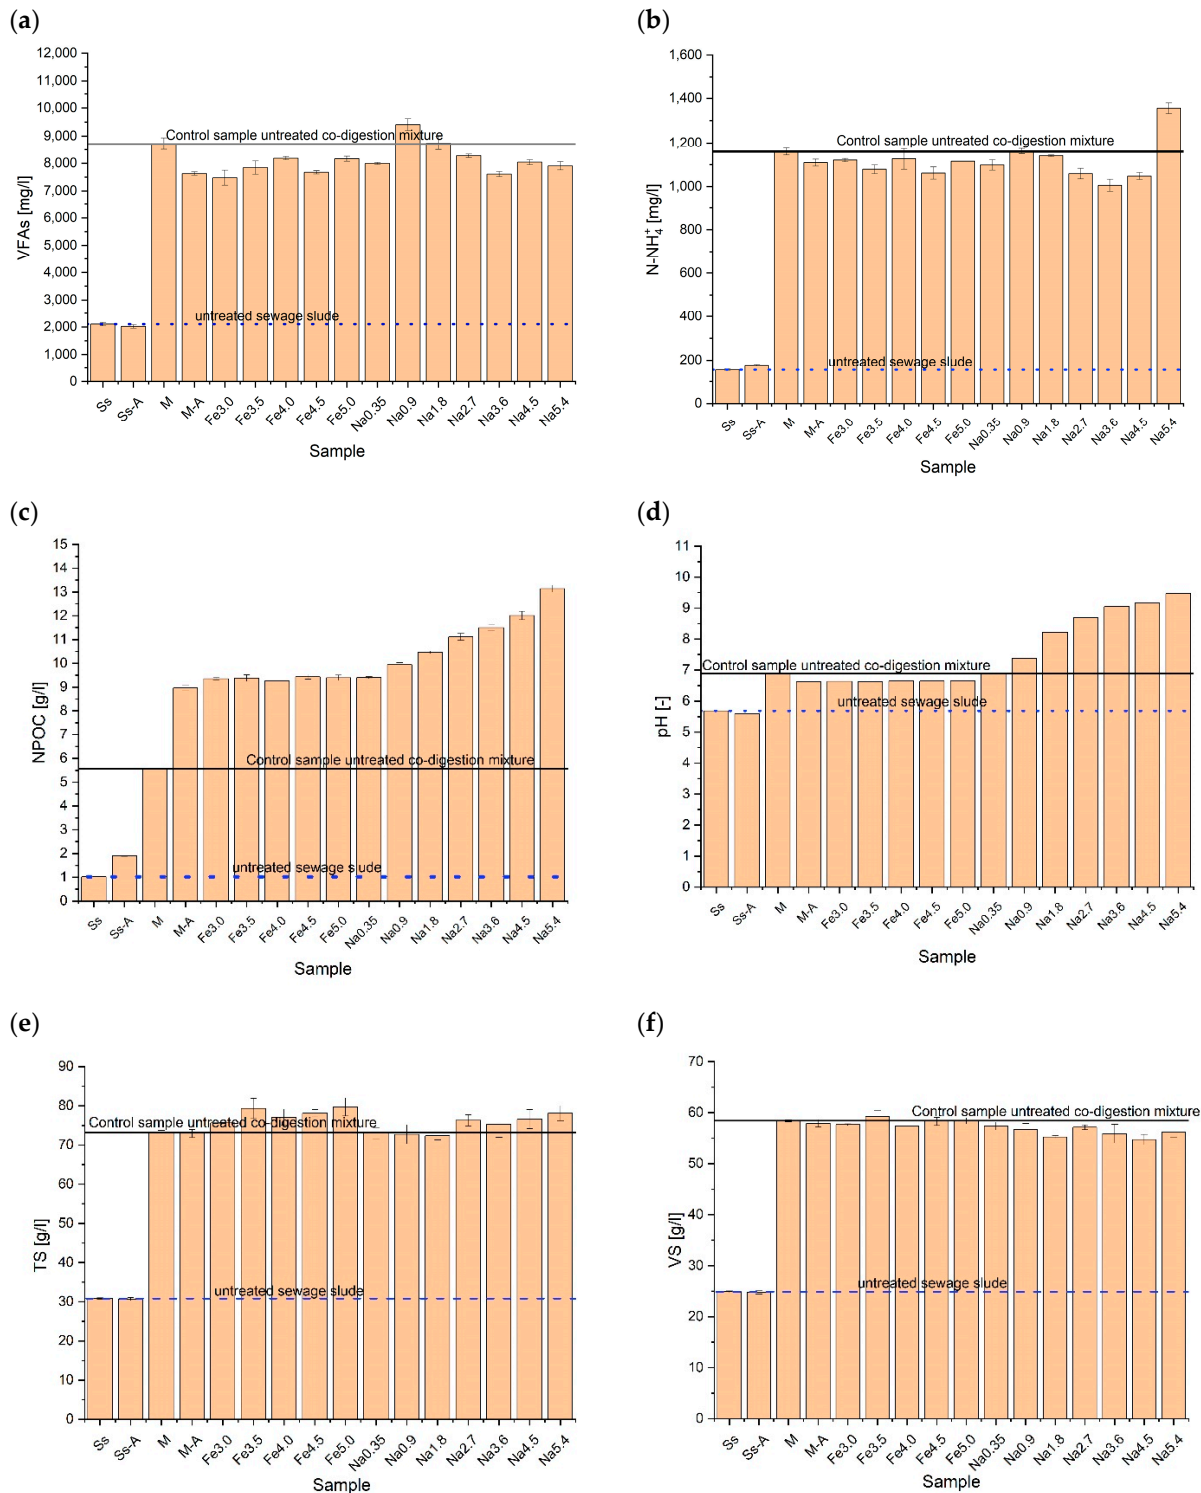 (a)
12,000
11,000
10,000
9,000
8,000
7,000
6,000
5,000
4,000
3,000
2,000
1,000
0
VFAs [mg/l]
Control sample untreated co-digestion mixture
untreated sewage slude
Ss Ss-A M M-A Fe3.0 Fe3.5 Fe4.0 Fe4.5 Fe5.0 Na0.35 Na0.9 Na1.8 Na2.7 Na3.6 Na4.5 Na5.4
Sample
(b)
1,600
1,400
1,200
1,000
800
600
400
200
0
N-NH₄⁺ [mg/l]
Control sample untreated co-digestion mixture
untreated sewage slude
Ss Ss-A M M-A Fe3.0 Fe3.5 Fe4.0 Fe4.5 Fe5.0 Na0.35 Na0.9 Na1.8 Na2.7 Na3.6 Na4.5 Na5.4
Sample
(c)
15
14
13
12
11
10
9
8
7
6
5
4
3
2
1
0
NPOC [g/l]
Control sample untreated co-digestion mixture
untreated sewage s ude
Ss Ss-A M M-A Fe3.0 Fe3.5 Fe4.0 Fe4.5 Fe5.0 Na0.35 Na0.9 Na1.8 Na2.7 Na3.6 Na4.5 Na5.4
Sample
(d)
11
10
9
8
7
6
5
4
3
2
1
0
pH [-]
Control sample untreated co-digestion mixture
untreated sewage slude
Ss Ss-A M M-A Fe3.0 Fe3.5 Fe4.0 Fe4.5 Fe5.0 Na0.35 Na0.9 Na1.8 Na2.7 Na3.6 Na4.5 Na5.4
Sample
(e)
90
80
70
60
50
40
30
20
10
0
TS [g/l]
Control sample untreated co-digestion mixture
untreated sewage slude
Ss Ss-A M M-A Fe3.0 Fe3.5 Fe4.0 Fe4.5 Fe5.0 Na0.35 Na0.9 Na1.8 Na2.7 Na3.6 Na4.5 Na5.4
Sample
(f)
70
60
50
40
30
20
10
0
VS [g/l]
Control sample untreated co-digestion mixture
untreated sewage slude
Ss Ss-A M M-A Fe3.0 Fe3.5 Fe4.0 Fe4.5 Fe5.0 Na0.35 Na0.9 Na1.8 Na2.7 Na3.6 Na4.5 Na5.4
Sample